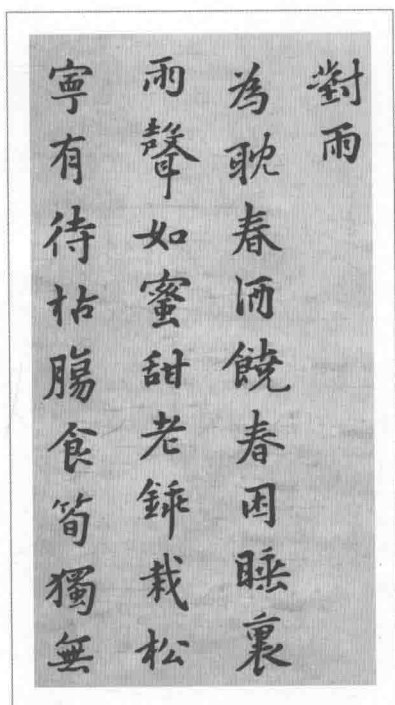 對雨
為耽春酒饒春困睡裏
雨聲如蜜甜老銕栽松
寧有待枯腸食筍獨無